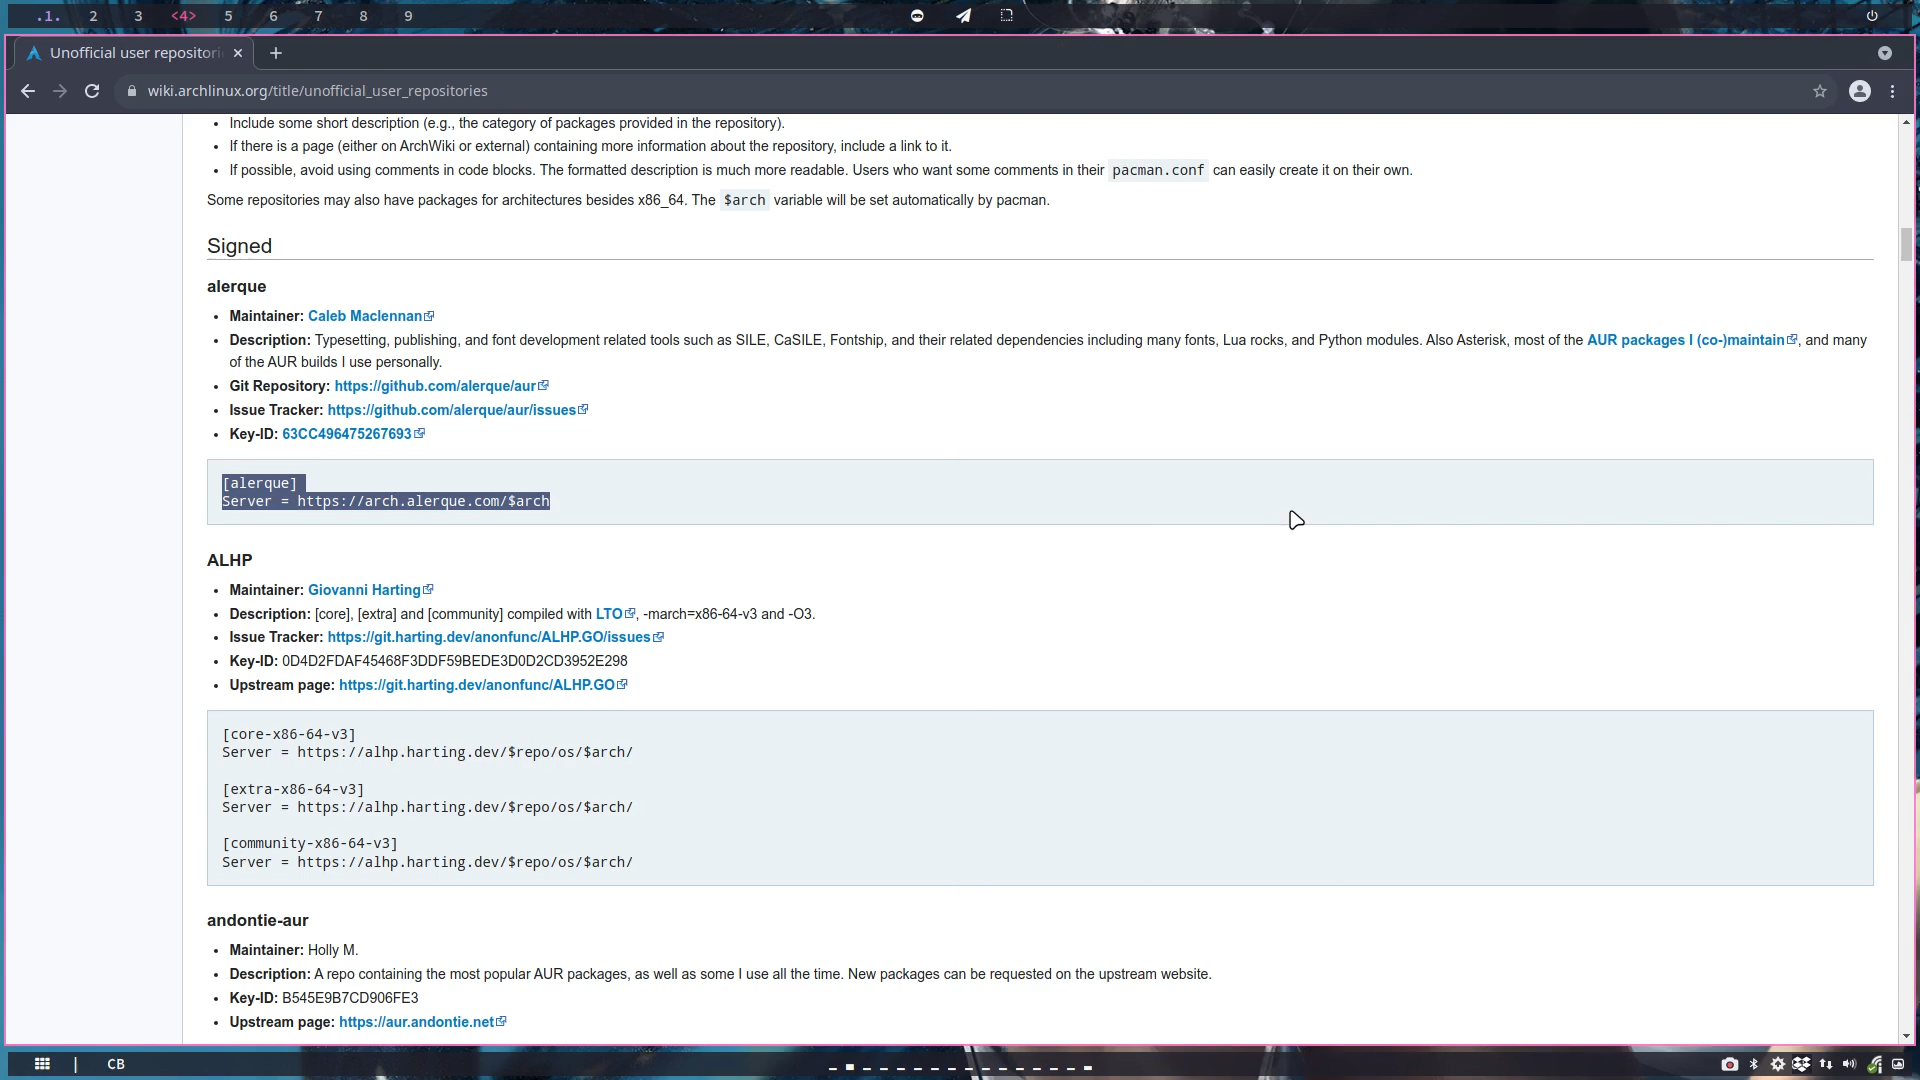 .1. 2 3 <4> 5 6 7 8 9
Unofficial user repositori
wiki.archlinux.org/title/unofficial_user_repositories
• Include some short description (e.g., the category of packages provided in the repository).
• If there is a page (either on ArchWiki or external) containing more information about the repository, include a link to it.
• If possible, avoid using comments in code blocks. The formatted description is much more readable. Users who want some comments in their pacman.conf can easily create it on their own.
Some repositories may also have packages for architectures besides x86_64. The $arch variable will be set automatically by pacman.
Signed
alerque
• Maintainer: Caleb Maclennan
• Description: Typesetting, publishing, and font development related tools such as SILE, CaSILE, Fontship, and their related dependencies including many fonts, Lua rocks, and Python modules. Also Asterisk, most of the AUR packages I (co-)maintain, and many
of the AUR builds I use personally.
• Git Repository: https://github.com/alerque/aur
• Issue Tracker: https://github.com/alerque/aur/issues
• Key-ID: 63CC496475267693
[alerque]
Server = https://arch.alerque.com/$arch
ALHP
• Maintainer: Giovanni Harting
• Description: [core], [extra] and [community] compiled with LTO, -march=x86-64-v3 and -O3.
• Issue Tracker: https://git.harting.dev/anonfunc/ALHP.GO/issues
• Key-ID: 0D4D2FDAF45468F3DDF59BEDE3D0D2CD3952E298
• Upstream page: https://git.harting.dev/anonfunc/ALHP.GO
[core-x86-64-v3]
Server = https://alhp.harting.dev/$repo/os/$arch/
[extra-x86-64-v3]
Server = https://alhp.harting.dev/$repo/os/$arch/
[community-x86-64-v3]
Server = https://alhp.harting.dev/$repo/os/$arch/
andontie-aur
• Maintainer: Holly M.
• Description: A repo containing the most popular AUR packages, as well as some I use all the time. New packages can be requested on the upstream website.
• Key-ID: B545E9B7CD906FE3
• Upstream page: https://aur.andontie.net
| CB